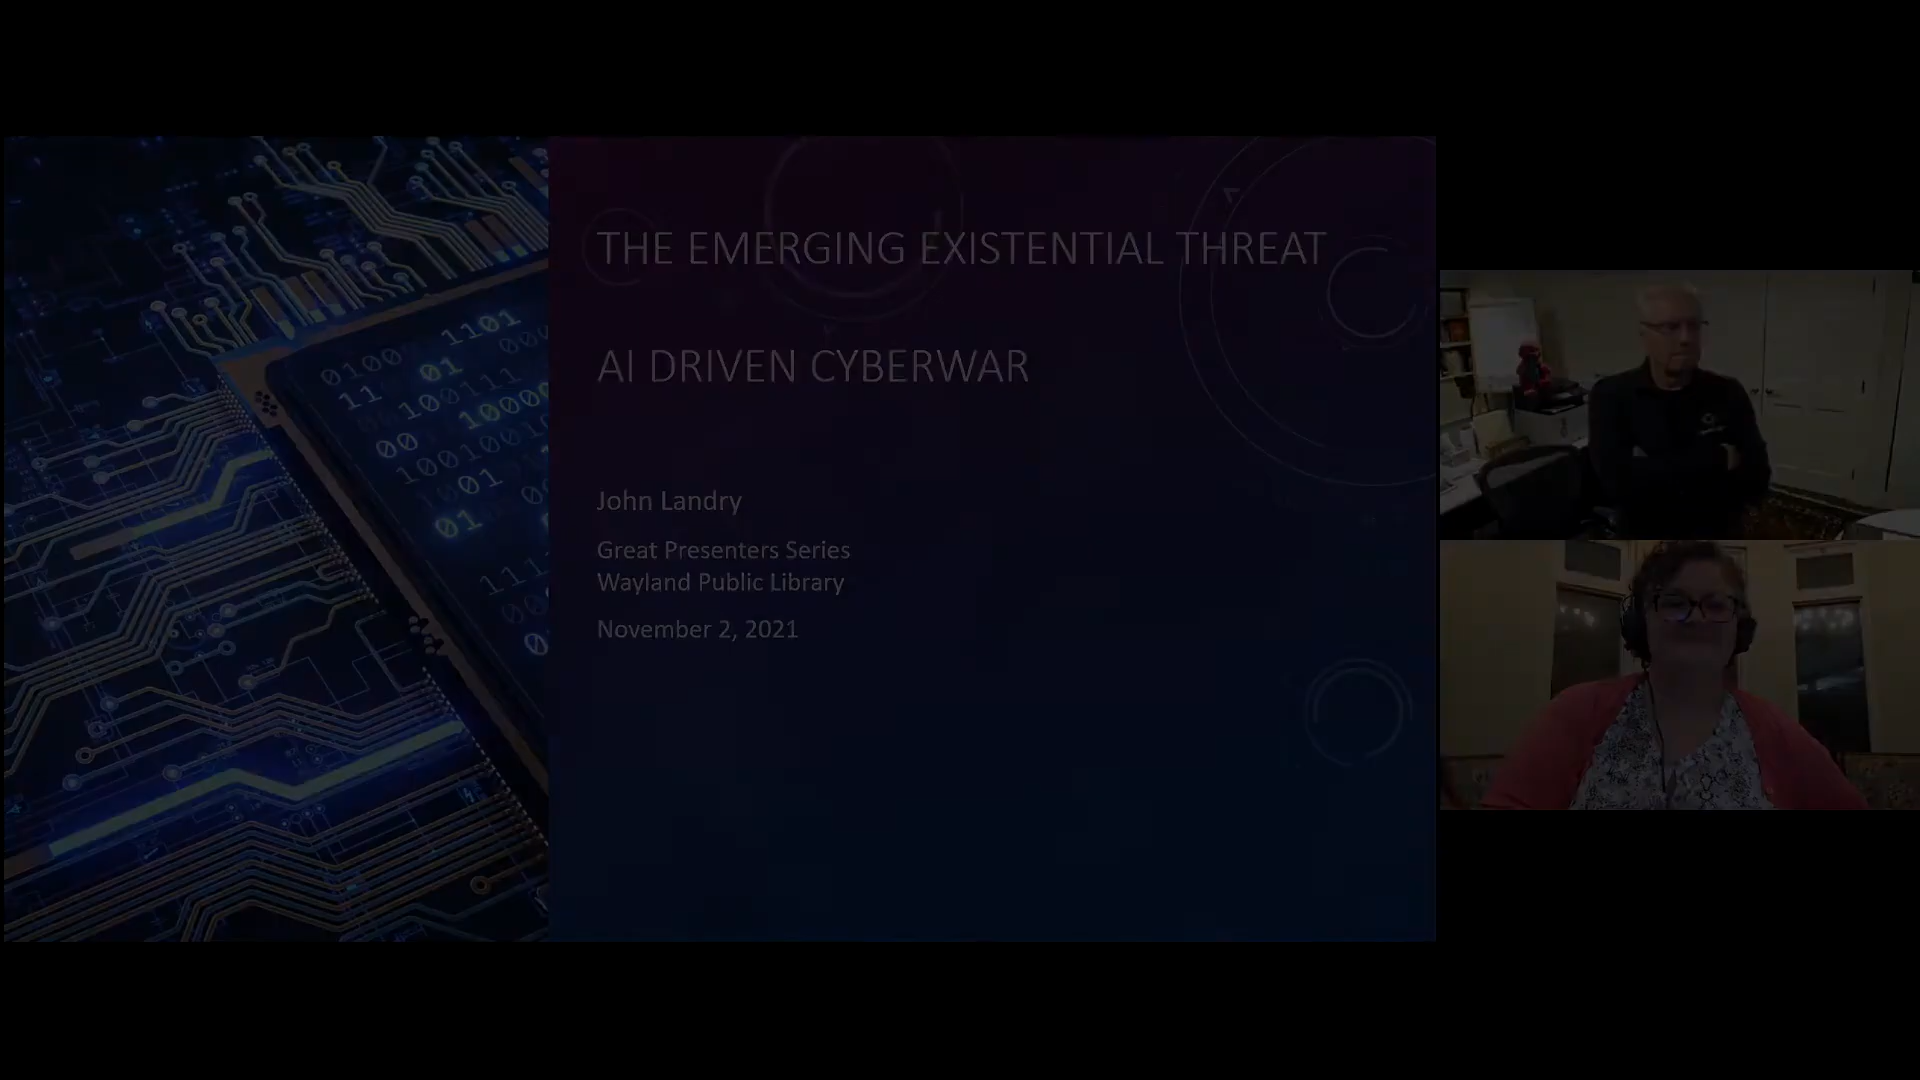 THE EMERGING EXISTENTIAL THREAT
AI DRIVEN CYBERWAR
John Landry
Great Presenters Series
Wayland Public Library
November 2, 2021